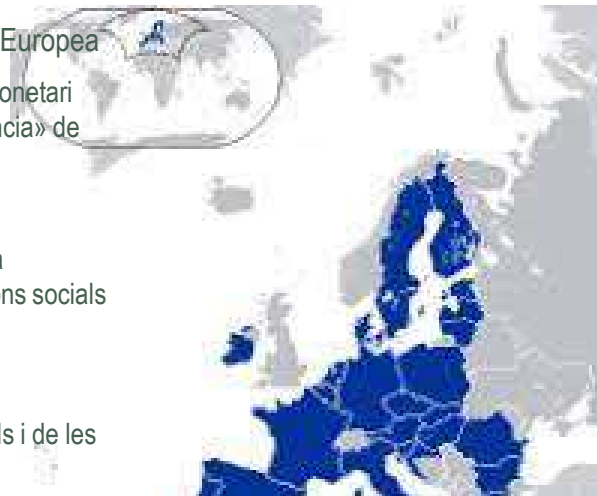 Europea
onetari
ncia» de
a
ons socials
ls i de les